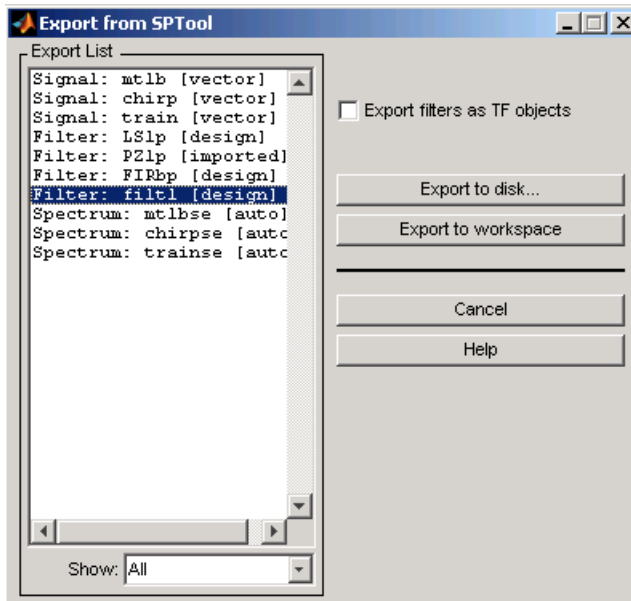 Export from SPTool
Export List
Signal: mtlb [vector]
Signal: chirp [vector]
Signal: train [vector]
Filter: LSlp [design]
Filter: PZlp [imported]
Filter: FIRbp [design]
Filter: filt1 [design]
Spectrum: mtlbse [auto]
Spectrum: chirpse [auto
Spectrum: trainse [auto
Show: All
Export filters as TF objects
Export to disk...
Export to workspace
Cancel
Help